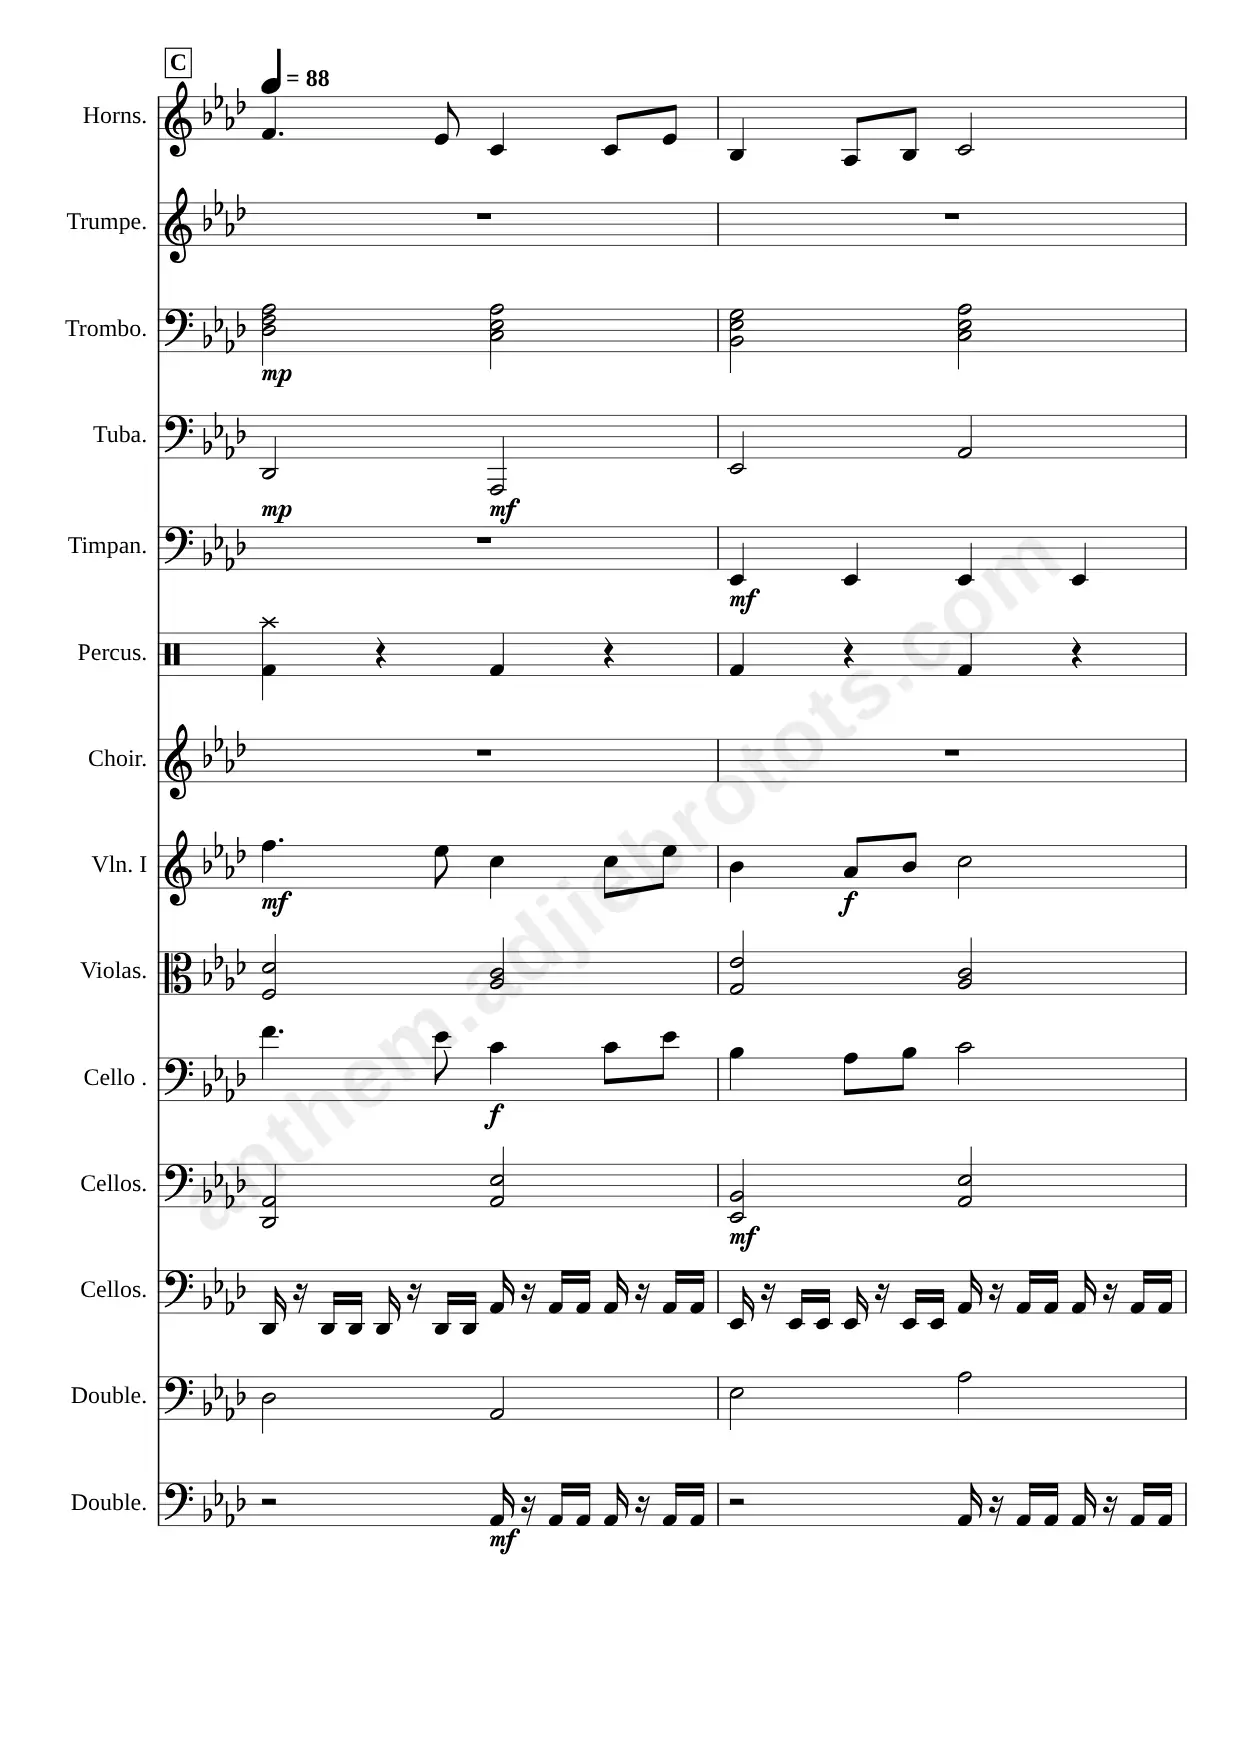 C
= 88
Horns.
Trumpe.
Trombo.
mp
Tuba.
mp mf
Timpan.
mf
Percus.
Choir.
Vln. I
mf f
Violas.
Cello .
f
Cellos.
mf
Cellos.
Double.
Double.
mf
anthem.adjiebrotots.com